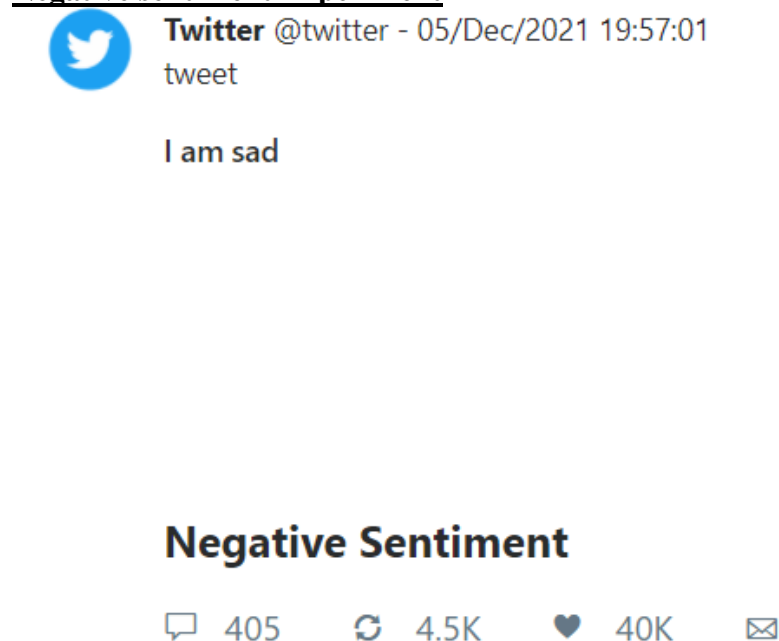 Twitter @twitter - 05/Dec/2021 19:57:01
tweet
I am sad
Negative Sentiment
405 4.5K 40K